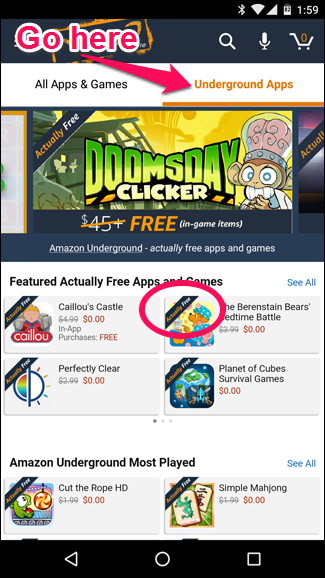 1:59
Go here
0
All Apps & Games
Underground Apps
Actually Free
DOOMSDAY
CLICKER
$45+ FREE (in-game items)
Amazon Underground - actually free apps and games
Featured Actually Free Apps and Games
See All
Actually Free
caillou
Caillou's Castle
$4.99 $0.00
In-App
Purchases: FREE
Actually Free
The Berenstain Bears'
Bedtime Battle
$3.99 $0.00
Actually Free
Perfectly Clear
$2.99 $0.00
Actually Free
Planet of Cubes
Survival Games
$0.00
Amazon Underground Most Played
See All
Actually Free
Cut the Rope HD
$1.99 $0.00
Actually Free
Simple Mahjong
$1.99 $0.00